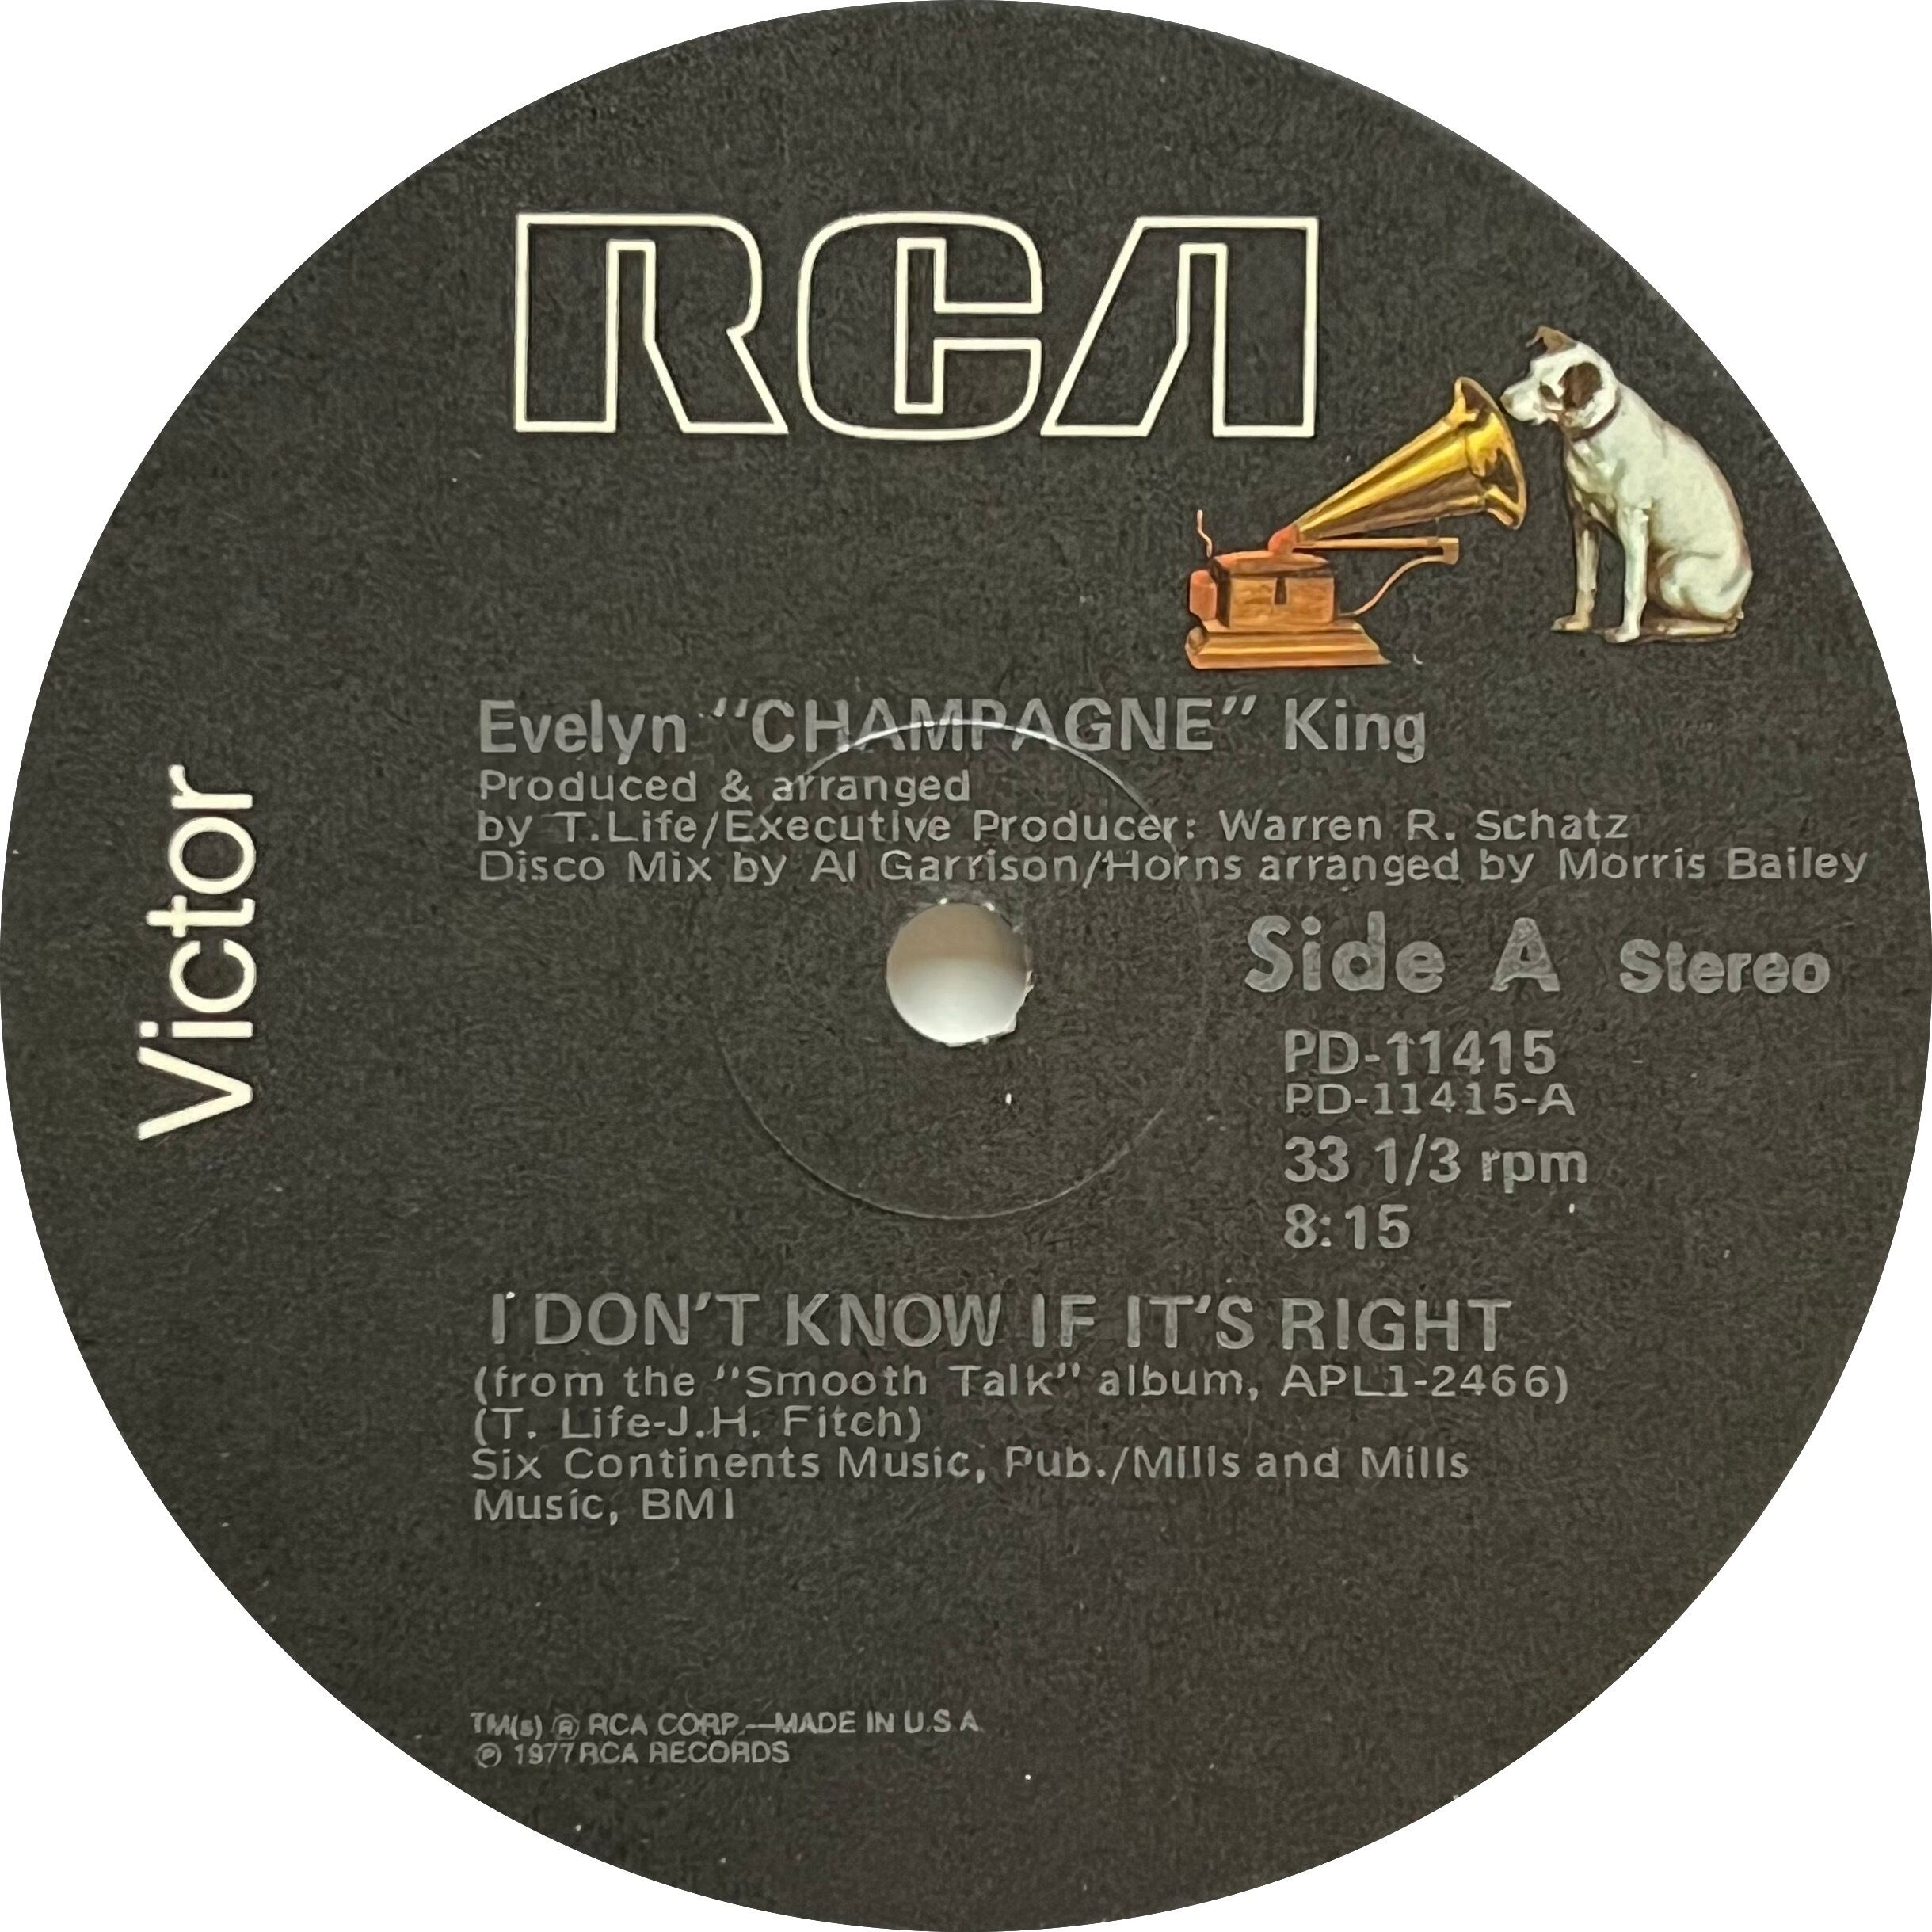 RCA
Victor
Evelyn "CHAMPAGNE" King
Produced & arranged
by T.Life/Executive Producer: Warren R. Schatz
Disco Mix by Al Garrison/Horns arranged by Morris Bailey
Side A Stereo
PD-11415
PD-11415-A
33 1/3 rpm
8:15
I DON'T KNOW IF IT'S RIGHT
(from the "Smooth Talk" album, APL1-2466)
(T. Life-J.H. Fitch)
Six Continents Music, Pub./Mills and Mills
Music, BMI
TM(s) ® RCA CORP.—MADE IN U.S.A.
℗ 1977 RCA RECORDS